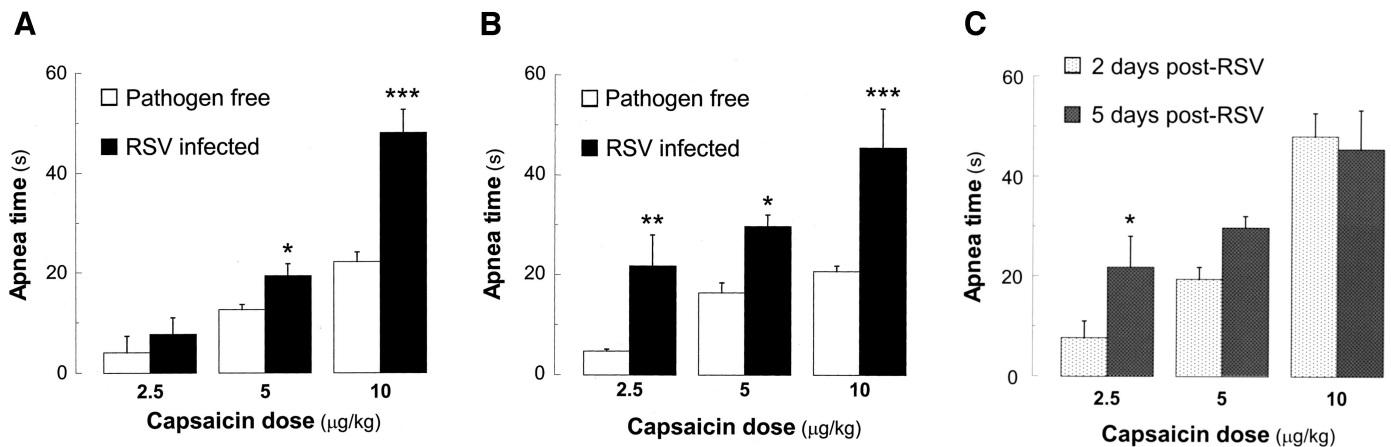 A
60
40
20
0
Apnea time (s)
Pathogen free
RSV infected
*
***
2.5 5 10
Capsaicin dose (µg/kg)
B
60
40
20
0
Apnea time (s)
Pathogen free
RSV infected
**
*
***
2.5 5 10
Capsaicin dose (µg/kg)
C
60
40
20
0
Apnea time (s)
2 days post-RSV
5 days post-RSV
*
2.5 5 10
Capsaicin dose (µg/kg)